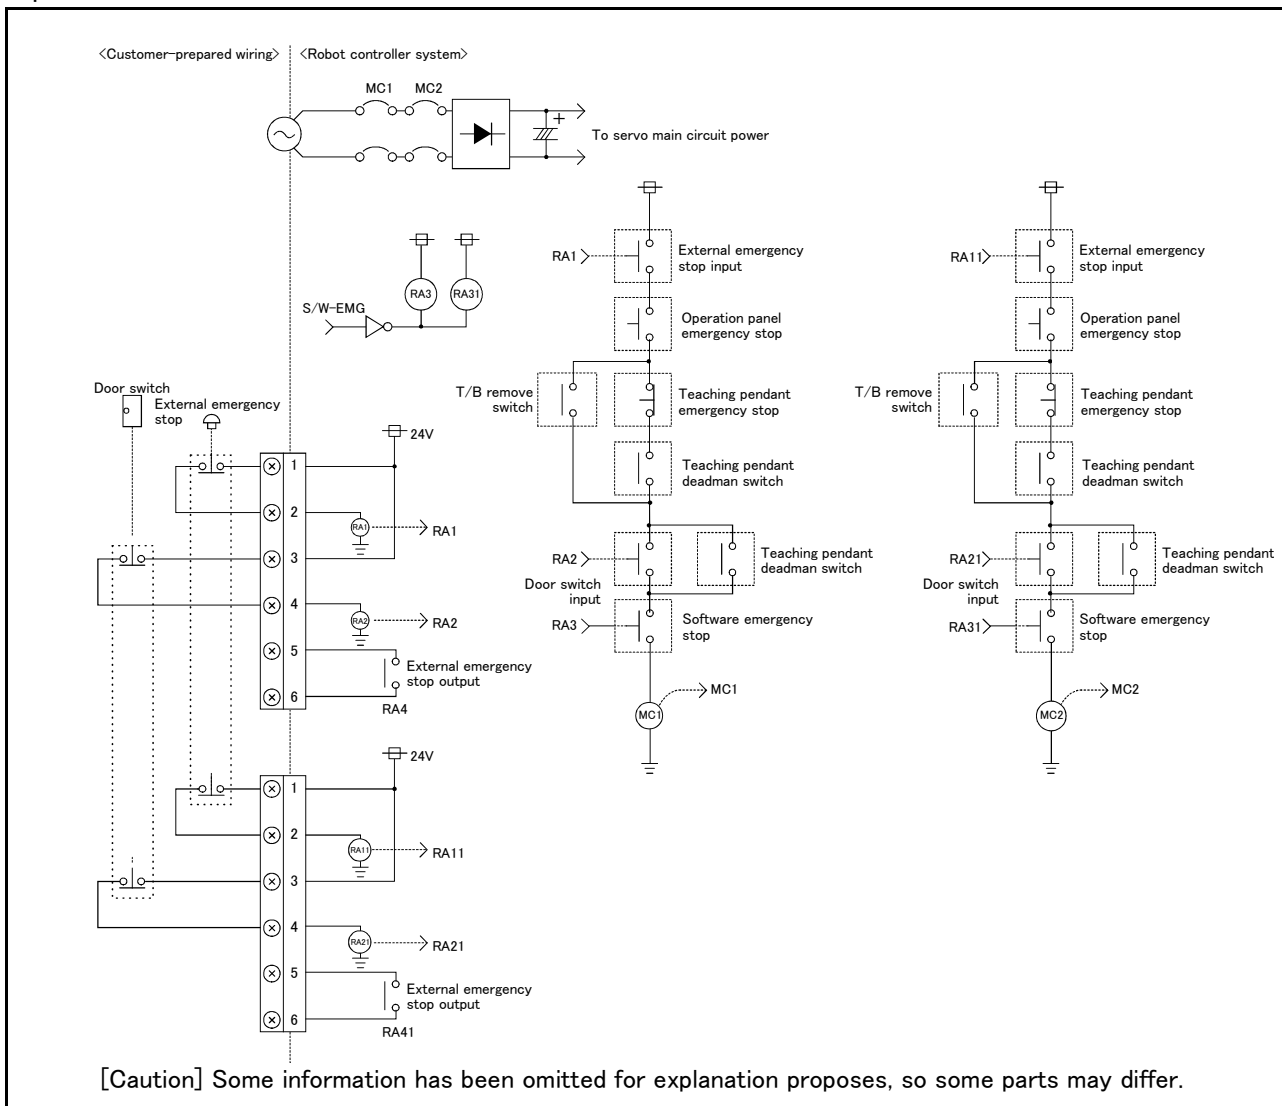 <Customer-prepared wiring>
<Robot controller system>
MC1
MC2
+
To servo main circuit power
S/W-EMG
RA3
RA31
RA1
External emergency
stop input
Operation panel
emergency stop
T/B remove
switch
Teaching pendant
emergency stop
Teaching pendant
deadman switch
RA2
Door switch
input
Teaching pendant
deadman switch
RA3
Software emergency
stop
MC1
MC1
RA11
External emergency
stop input
Operation panel
emergency stop
T/B remove
switch
Teaching pendant
emergency stop
Teaching pendant
deadman switch
RA21
Door switch
input
Teaching pendant
deadman switch
RA31
Software emergency
stop
MC2
MC2
Door switch
External emergency
stop
24V
1
2
RA1
RA1
3
4
RA2
RA2
5
External emergency
stop output
6
RA4
24V
1
2
RA11
RA11
3
4
RA21
RA21
5
External emergency
stop output
6
RA41
[Caution] Some information has been omitted for explanation proposes, so some parts may differ.